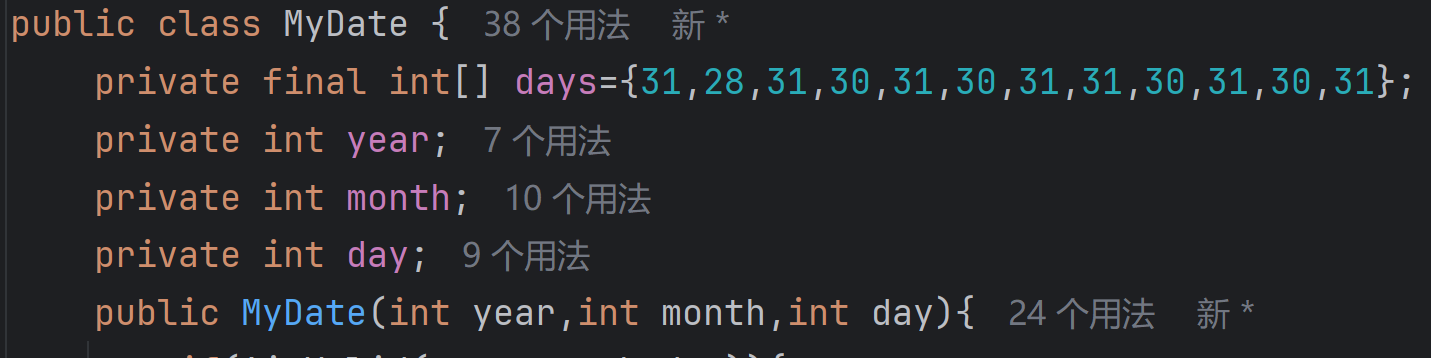 public class MyDate { 38 个用法 新 *
private final int[] days={31,28,31,30,31,30,31,31,30,31,30,31};
private int year; 7 个用法
private int month; 10 个用法
private int day; 9 个用法
public MyDate(int year,int month,int day){ 24 个用法 新 *